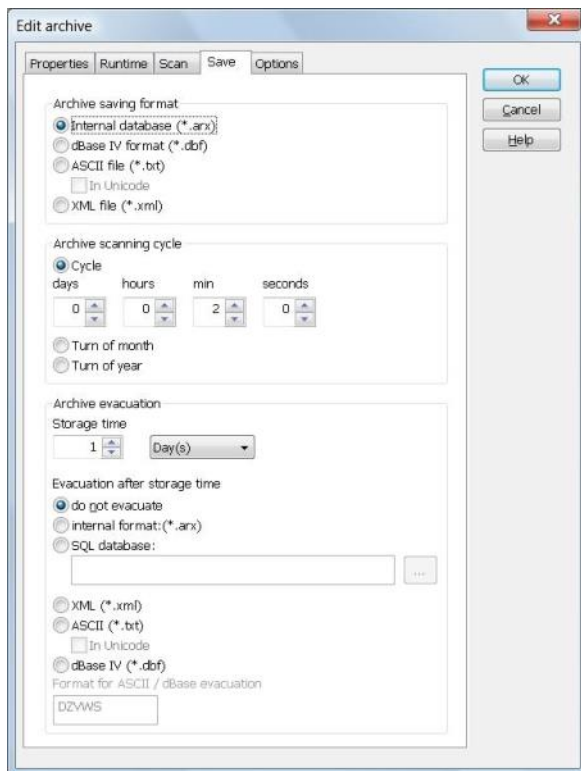 Edit archive
Properties Runtime Scan Save Options
OK
Cancel
Help
Archive saving format
Internal database (*.arx)
dBase IV format (*.dbf)
ASCII file (*.txt)
In Unicode
XML file (*.xml)
Archive scanning cycle
Cycle
days hours min seconds
0 0 2 0
Turn of month
Turn of year
Archive evacuation
Storage time
1 Day(s)
Evacuation after storage time
do not evacuate
internal format:(*.arx)
SQL database:
...
XML (*.xml)
ASCII (*.txt)
In Unicode
dBase IV (*.dbf)
Format for ASCII / dBase evacuation
DZVWS